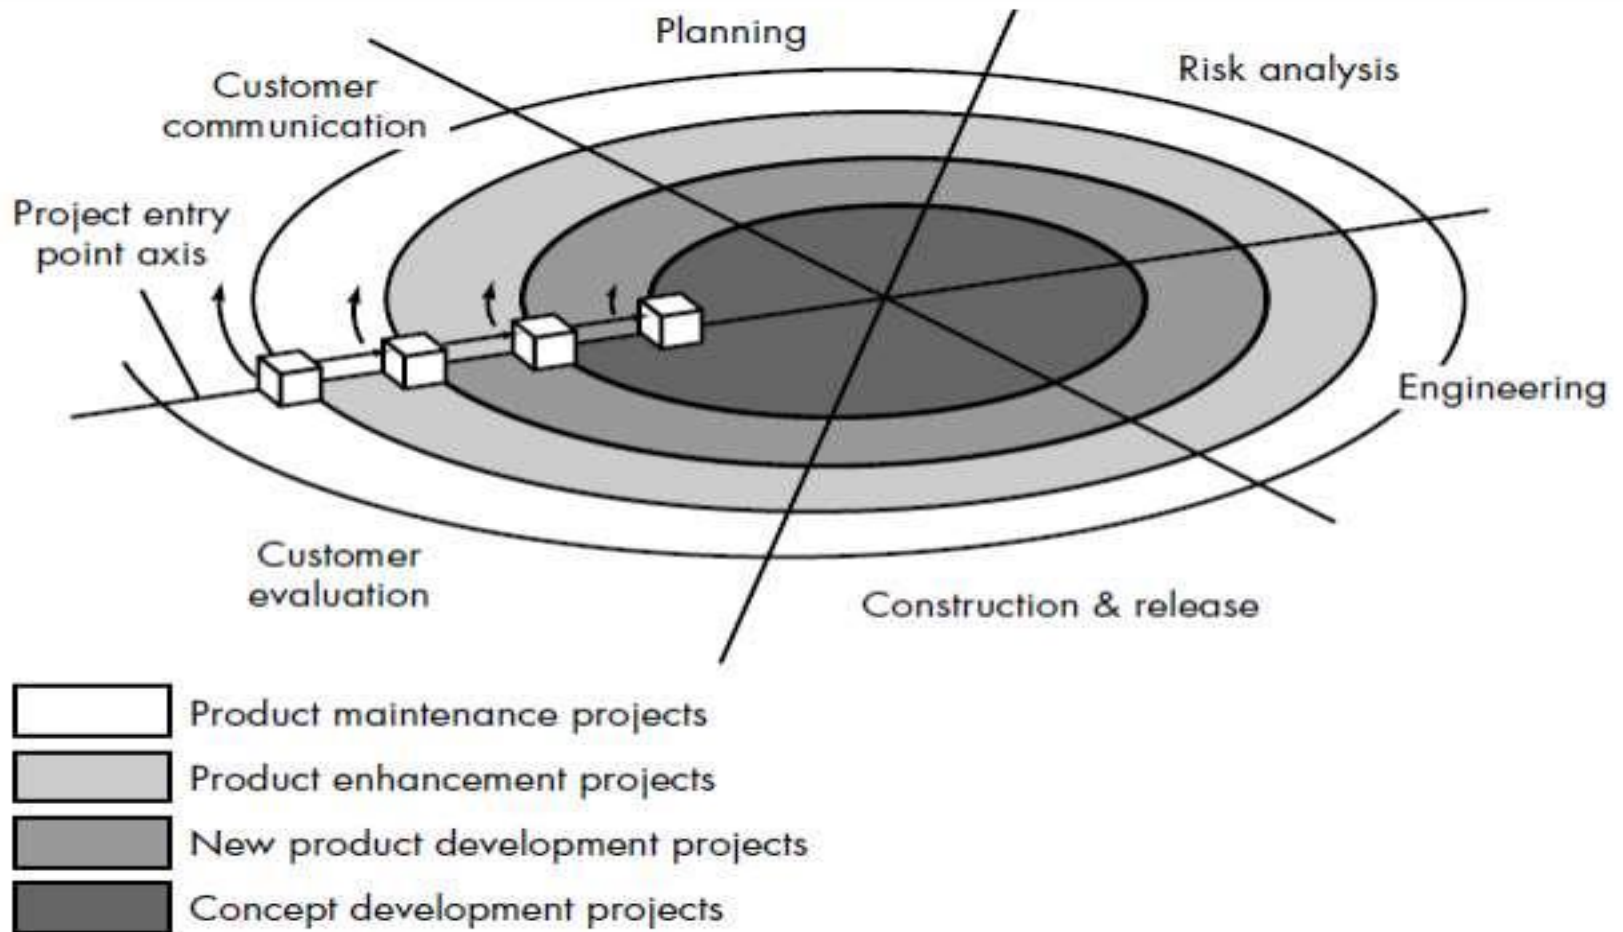 Planning
Risk analysis
Customer
communication
Project entry
point axis
Engineering
Customer
evaluation
Construction & release
Product maintenance projects
Product enhancement projects
New product development projects
Concept development projects